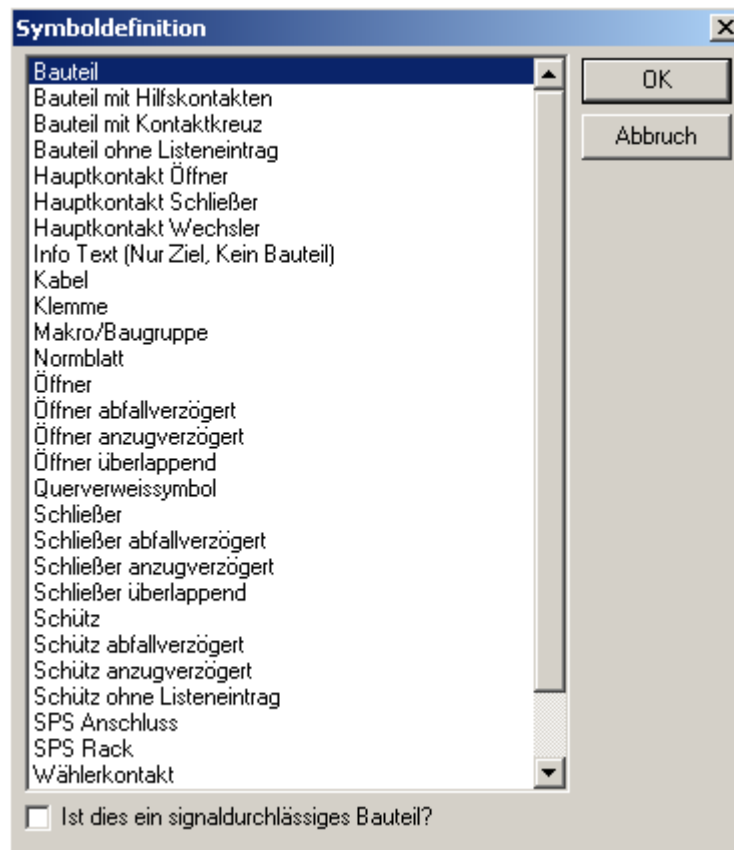 Symboldefinition
Bauteil
Bauteil mit Hilfskontakten
Bauteil mit Kontaktkreuz
Bauteil ohne Listeneintrag
Hauptkontakt Öffner
Hauptkontakt Schließer
Hauptkontakt Wechsler
Info Text (Nur Ziel, Kein Bauteil)
Kabel
Klemme
Makro/Baugruppe
Normblatt
Öffner
Öffner abfallverzögert
Öffner anzugverzögert
Öffner überlappend
Querverweissymbol
Schließer
Schließer abfallverzögert
Schließer anzugverzögert
Schließer überlappend
Schütz
Schütz abfallverzögert
Schütz anzugverzögert
Schütz ohne Listeneintrag
SPS Anschluss
SPS Rack
Wählerkontakt
OK
Abbruch
Ist dies ein signaldurchlässiges Bauteil?